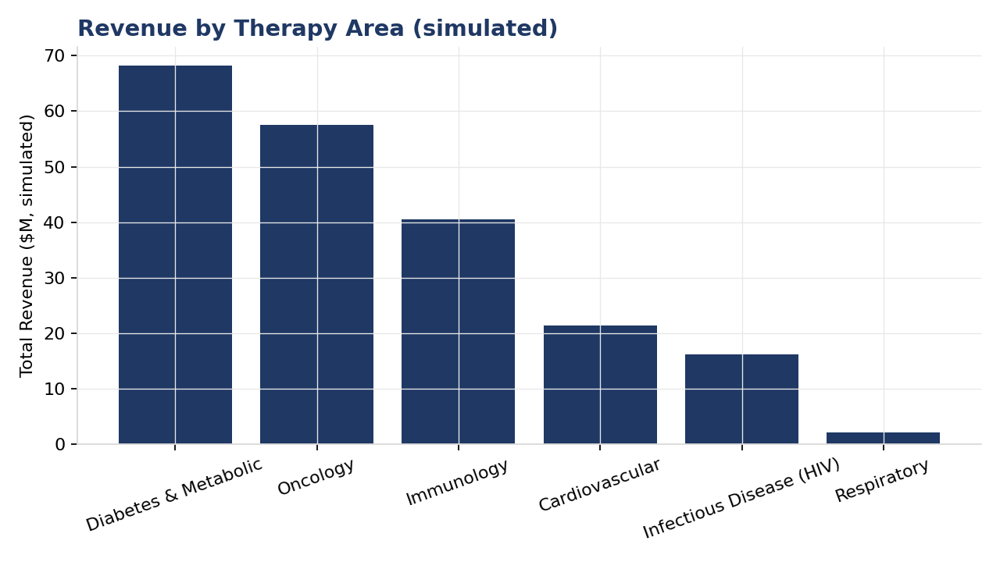 Revenue by Therapy Area (simulated)
Total Revenue ($M, simulated)
70
60
50
40
30
20
10
0
Diabetes & Metabolic
Oncology
Immunology
Cardiovascular
Infectious Disease (HIV)
Respiratory